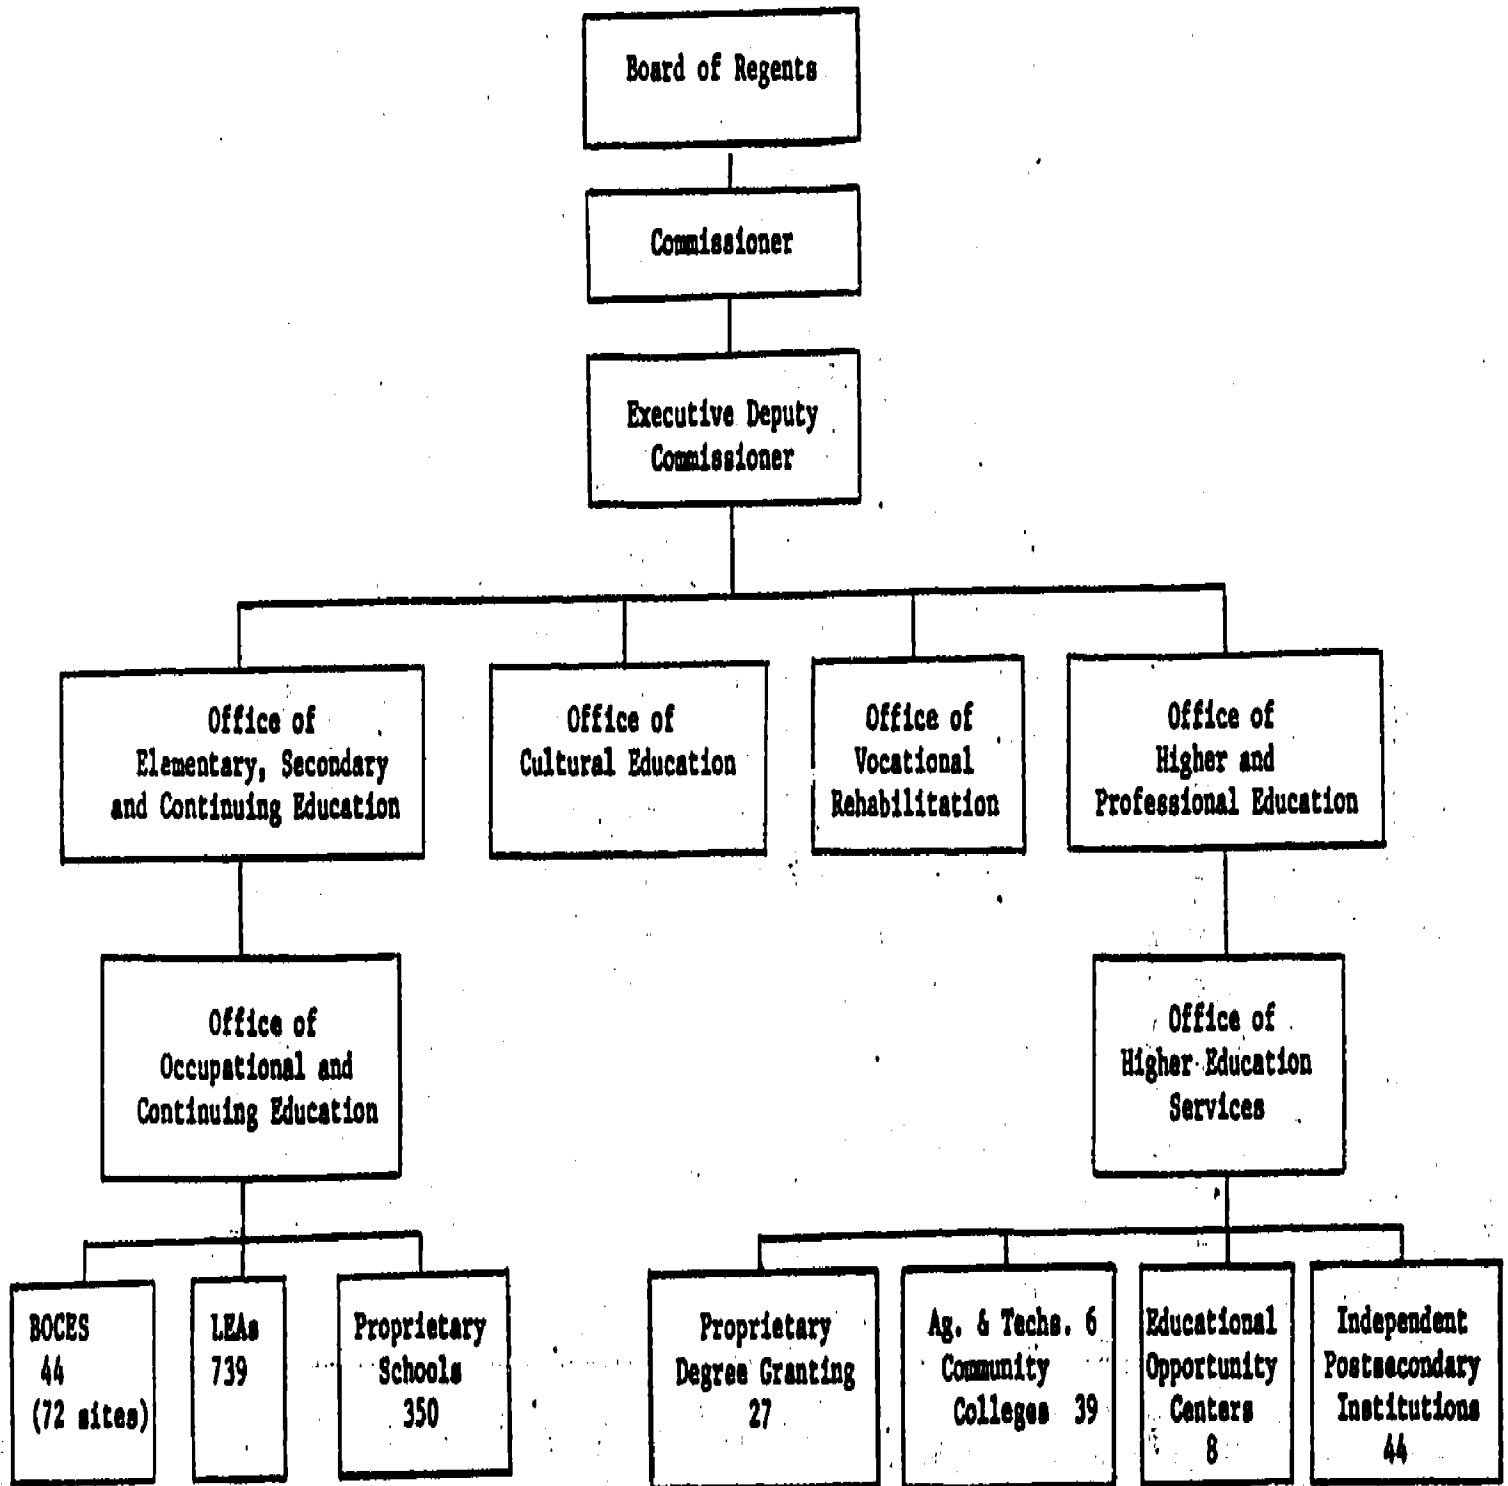 Board of Regents
Commissioner
Executive Deputy
Commissioner
Office of
Elementary, Secondary
and Continuing Education
Office of
Cultural Education
Office of
Vocational
Rehabilitation
Office of
Higher and
Professional Education
Office of
Occupational and
Continuing Education
Office of
Higher Education
Services
BOCES
44
(72 sites)
LEAs
739
Proprietary
Schools
350
Proprietary
Degree Granting
27
Ag. & Techs. 6
Community
Colleges 39
Educational
Opportunity
Centers
8
Independent
Postsecondary
Institutions
44